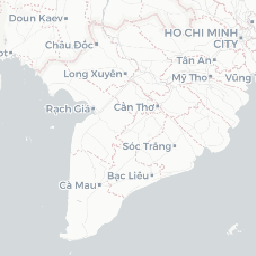 Doun Kaev
HO CHI MINH
CITY
Châu Đốc
Tân An
Long Xuyên
Mỹ Tho
Vũng
Rạch Giá
Cần Thơ
Sóc Trăng
Bạc Liêu
Cà Mau